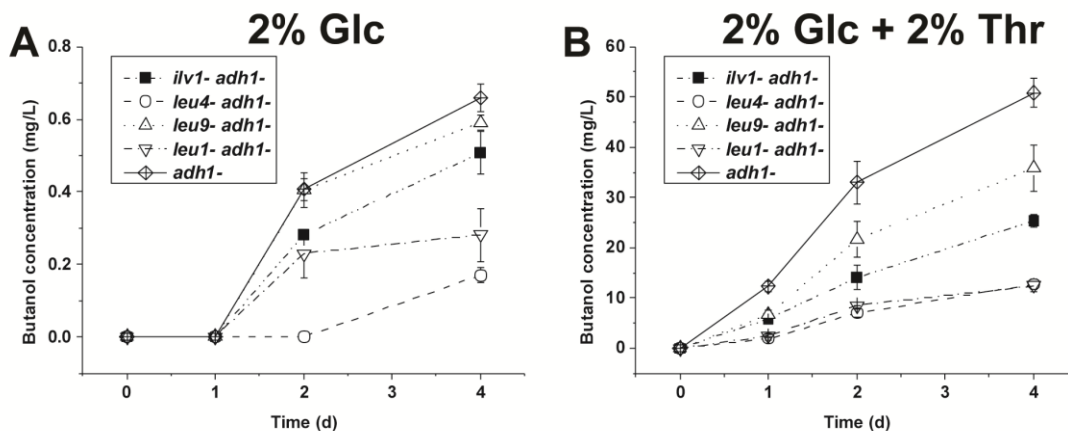 A
2% Glc
Butanol concentration (mg/L)
0.8
0.6
0.4
0.2
0.0
ilv1- adh1-
leu4- adh1-
leu9- adh1-
leu1- adh1-
adh1-
0 1 2 3 4
Time (d)
B
2% Glc + 2% Thr
Butanol concentration (mg/L)
60
50
40
30
20
10
0
ilv1- adh1-
leu4- adh1-
leu9- adh1-
leu1- adh1-
adh1-
0 1 2 3 4
Time (d)